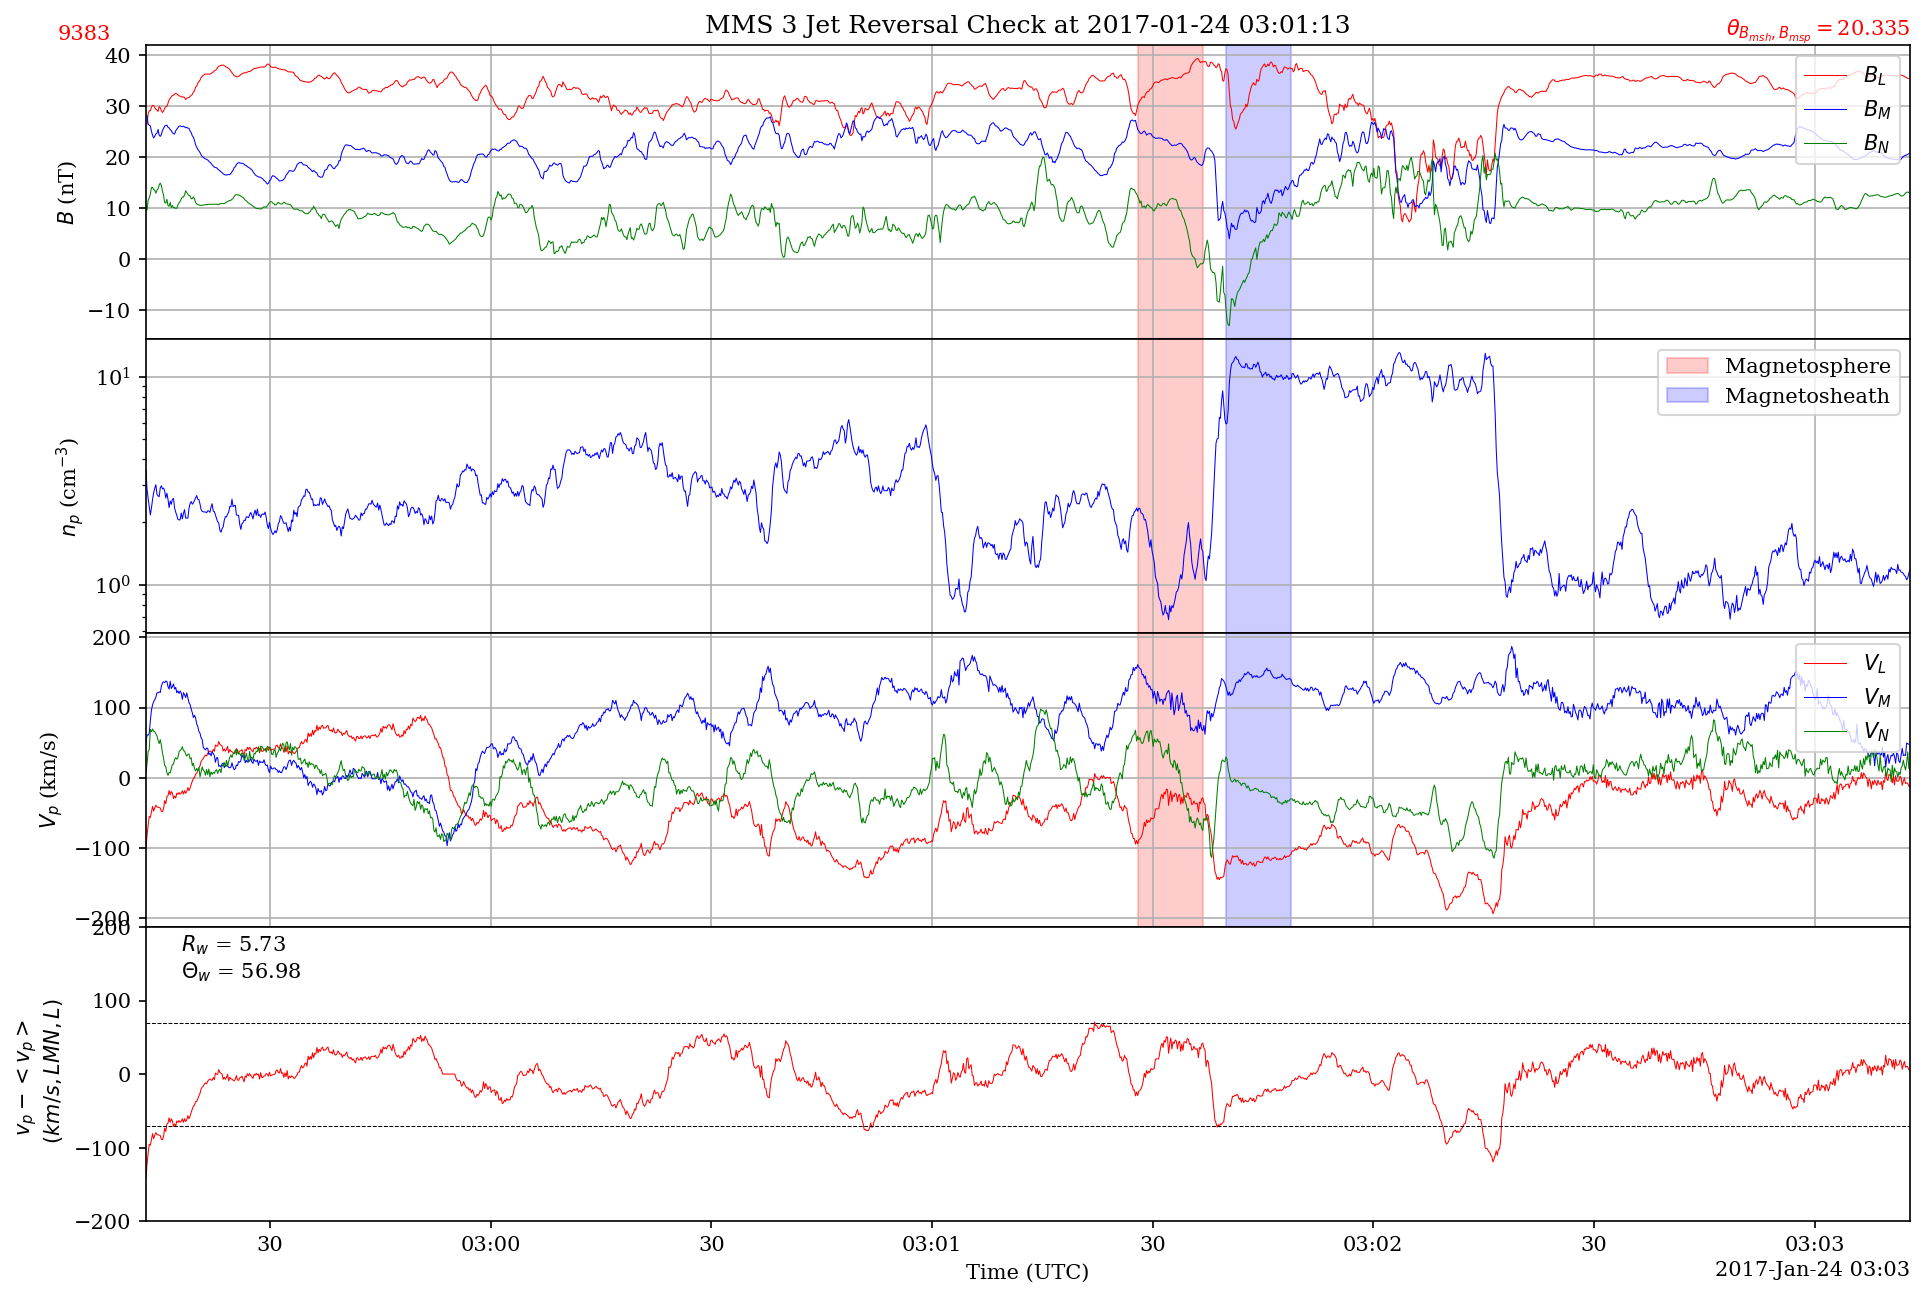 MMS 3 Jet Reversal Check at 2017-01-24 03:01:13
9383
θ_{B_{msh}, B_{msp}} = 20.335
40
30
20
10
0
−10
B (nT)
B_L
B_M
B_N
10^1
10^0
n_p (cm^{−3})
Magnetosphere
Magnetosheath
200
100
0
−100
−200
V_p (km/s)
V_L
V_M
V_N
200
100
0
−100
−200
v_p − < v_p >
(km/s, LMN, L)
R_w = 5.73
Θ_w = 56.98
30
03:00
30
03:01
30
03:02
30
03:03
Time (UTC)
2017-Jan-24 03:03